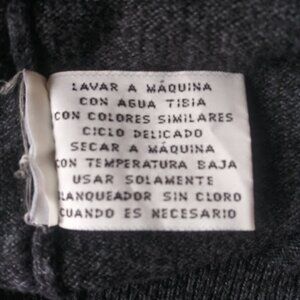 LAVAR A MÁQUINA
CON AGUA TIBIA
CON COLORES SIMILARES
CICLO DELICADO
SECAR A MÁQUINA
CON TEMPERATURA BAJA
USAR SOLAMENTE
BLANQUEADOR SIN CLORO
CUANDO ES NECESARIO